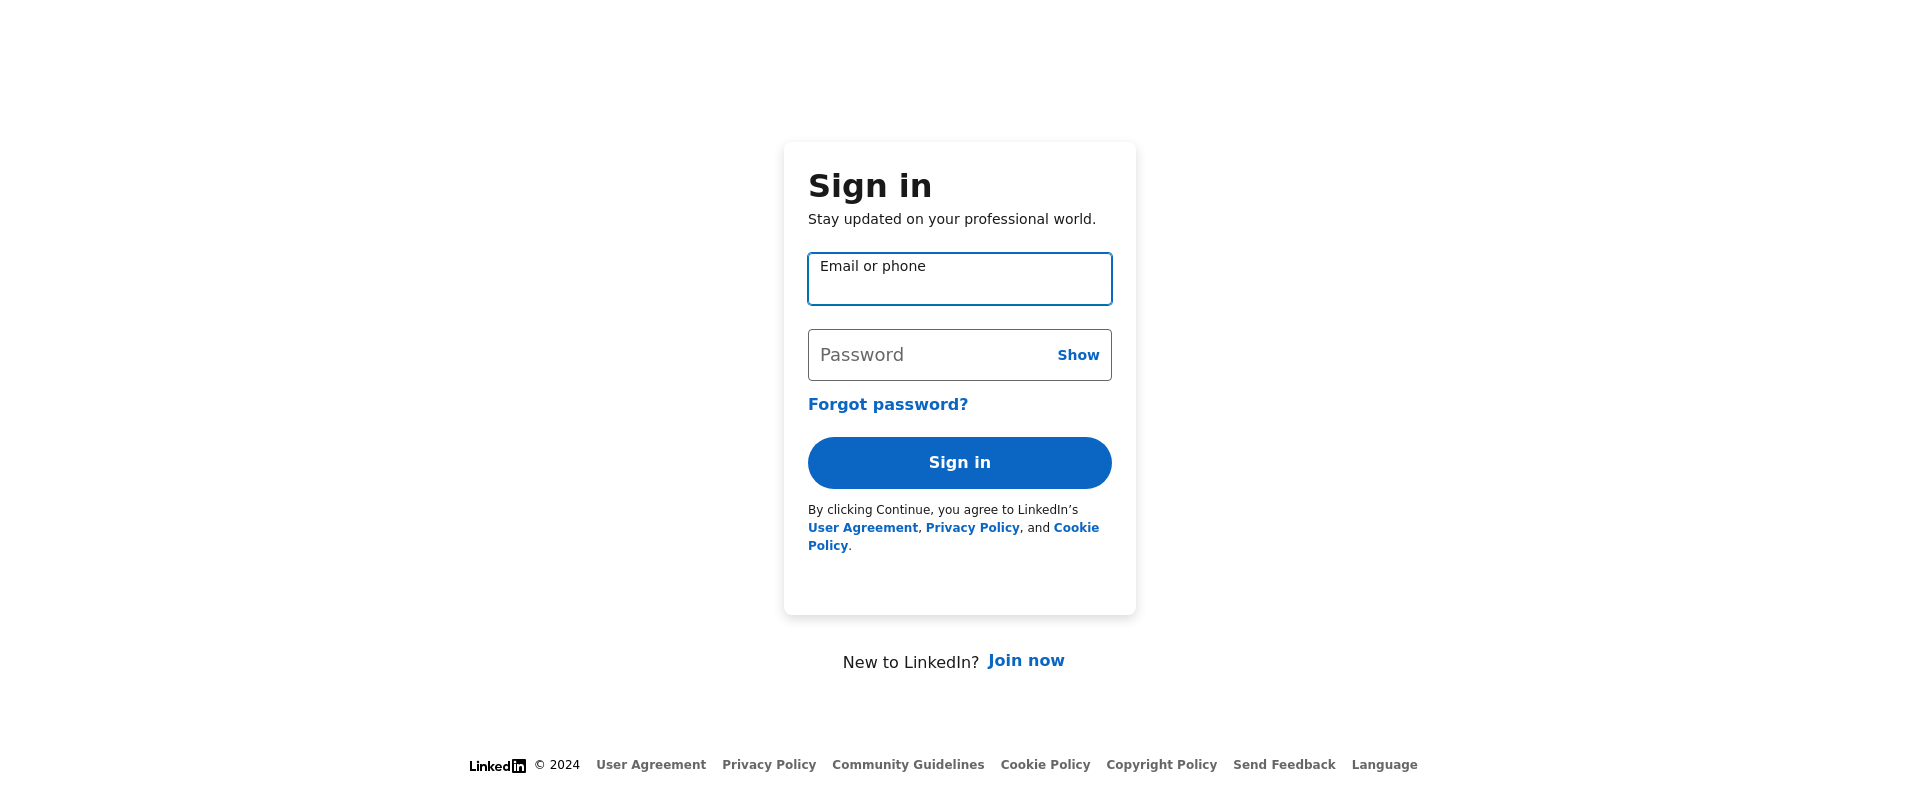 Sign in
Stay updated on your professional world.
Email or phone
Password Show
Forgot password?
Sign in
By clicking Continue, you agree to LinkedIn’s
User Agreement, Privacy Policy, and Cookie
Policy.
New to LinkedIn? Join now
LinkedIn © 2024 User Agreement Privacy Policy Community Guidelines Cookie Policy Copyright Policy Send Feedback Language